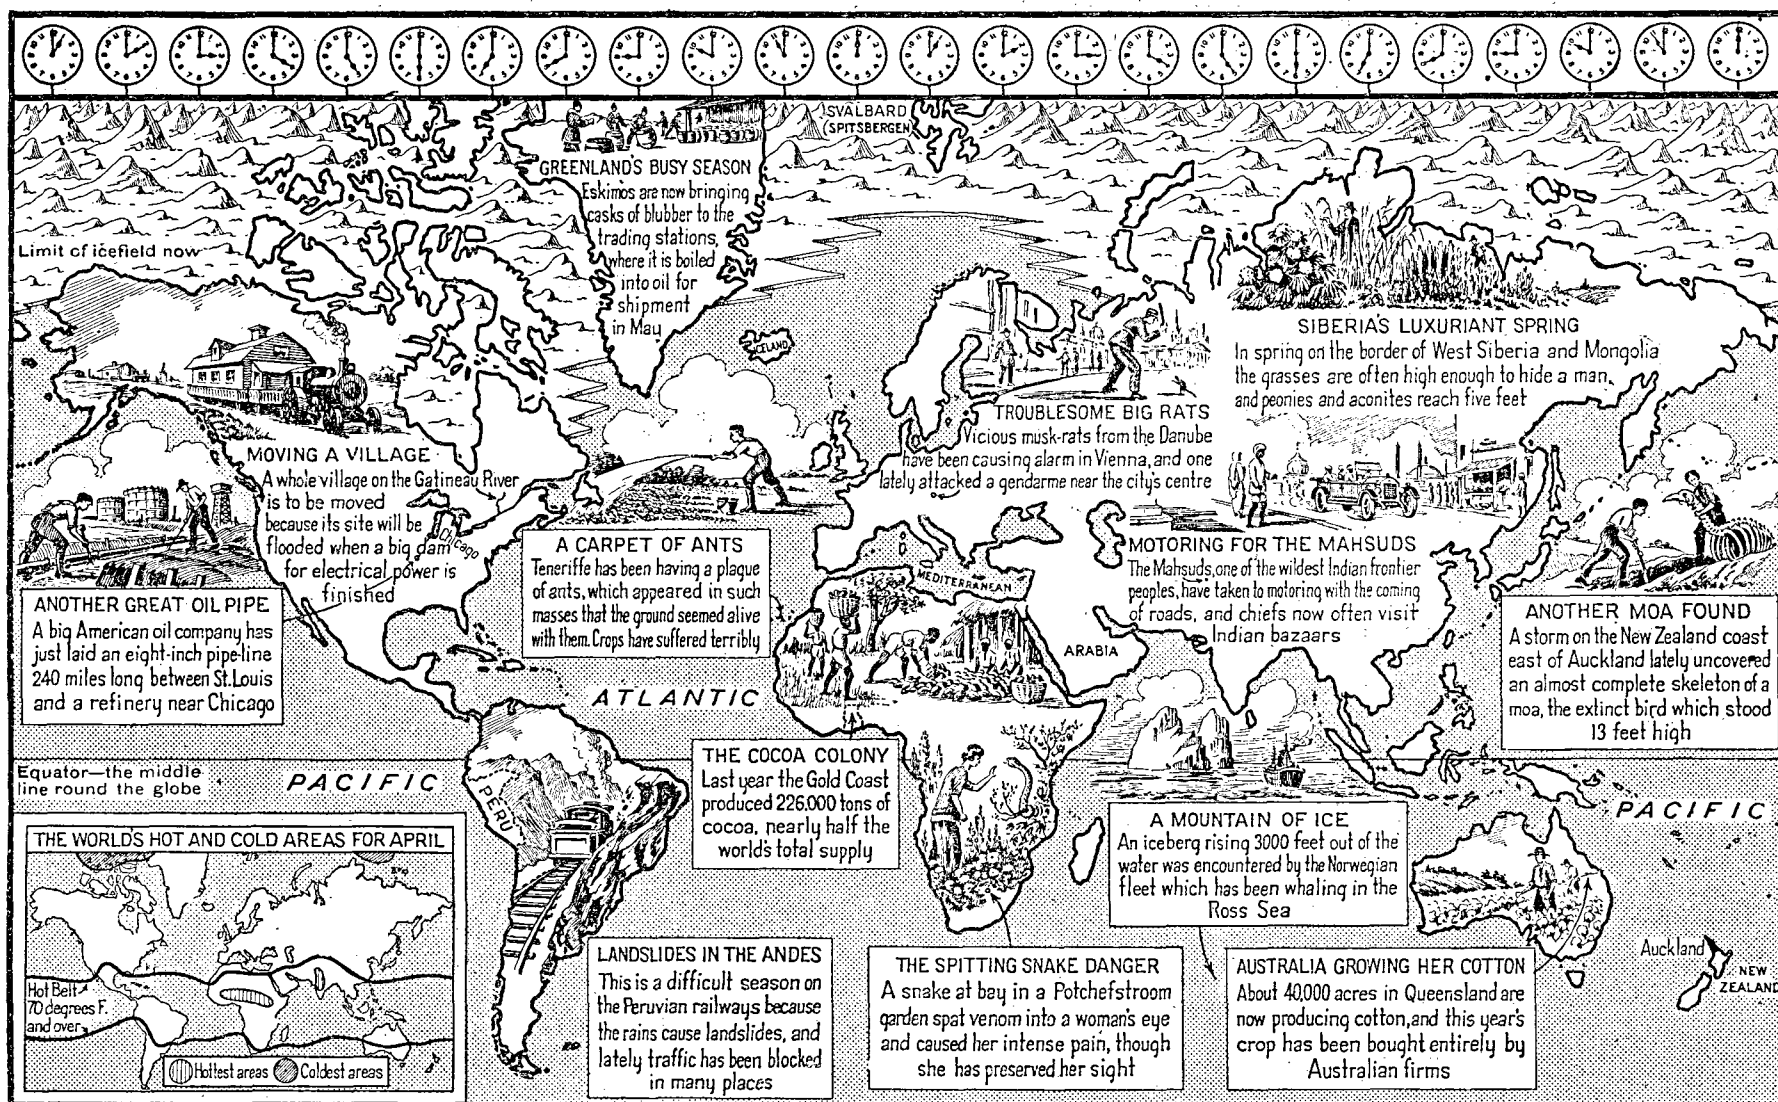 SVALBARD
(SPITSBERGEN)
GREENLAND'S BUSY SEASON
Eskimos are now bringing
casks of blubber to the
trading stations,
where it is boiled
into oil for
shipment
in May
Limit of icefield now
ICELAND
SIBERIA'S LUXURIANT SPRING
In spring on the border of West Siberia and Mongolia
the grasses are often high enough to hide a man,
and peonies and aconites reach five feet
TROUBLESOME BIG RATS
Vicious musk-rats from the Danube
have been causing alarm in Vienna, and one
lately attacked a gendarme near the city's centre
MOVING A VILLAGE
A whole village on the Gatineau River
is to be moved
because its site will be
flooded when a big dam
for electrical power is
finished
Chicago
A CARPET OF ANTS
Teneriffe has been having a plague
of ants, which appeared in such
masses that the ground seemed alive
with them. Crops have suffered terribly
MEDITERRANEAN
MOTORING FOR THE MAHSUDS
The Mahsuds, one of the wildest Indian frontier
peoples, have taken to motoring with the coming
of roads, and chiefs now often visit
Indian bazaars
ARABIA
ANOTHER GREAT OIL PIPE
A big American oil company has
just laid an eight-inch pipe-line
240 miles long between St. Louis
and a refinery near Chicago
ANOTHER MOA FOUND
A storm on the New Zealand coast
east of Auckland lately uncovered
an almost complete skeleton of a
moa, the extinct bird which stood
13 feet high
ATLANTIC
THE COCOA COLONY
Last year the Gold Coast
produced 226,000 tons of
cocoa, nearly half the
world's total supply
Equator—the middle
line round the globe
PACIFIC
PERU
PACIFIC
A MOUNTAIN OF ICE
An iceberg rising 3000 feet out of the
water was encountered by the Norwegian
fleet which has been whaling in the
Ross Sea
THE WORLD'S HOT AND COLD AREAS FOR APRIL
Hot Belt
70 degrees F.
and over
Hottest areas
Coldest areas
LANDSLIDES IN THE ANDES
This is a difficult season on
the Peruvian railways because
the rains cause landslides, and
lately traffic has been blocked
in many places
THE SPITTING SNAKE DANGER
A snake at bay in a Potchefstroom
garden spat venom into a woman's eye
and caused her intense pain, though
she has preserved her sight
AUSTRALIA GROWING HER COTTON
About 40,000 acres in Queensland are
now producing cotton, and this year's
crop has been bought entirely by
Australian firms
Auckland
NEW
ZEALAND